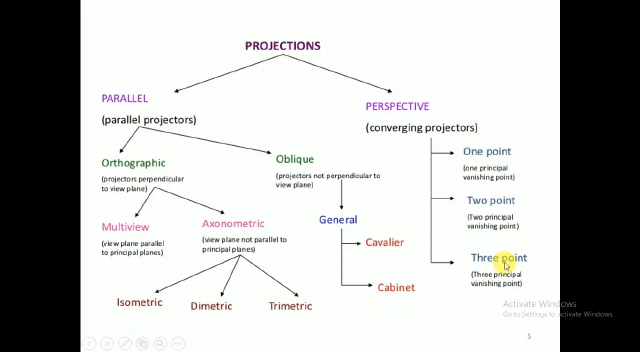 PROJECTIONS
PARALLEL
(parallel projectors)
PERSPECTIVE
(converging projectors)
Orthographic
(projectors perpendicular
to view plane)
Oblique
(projectors not perpendicular to
view plane)
One point
(one principal
vanishing point)
Multiview
(view plane parallel
to principal planes)
Axonometric
(view plane not parallel to
principal planes)
General
Two point
(Two principal
vanishing point)
Cavalier
Cabinet
Three point
(Three principal
vanishing point)
Isometric
Dimetric
Trimetric
Activate Windows
Go to Settings to activate Windows.
5